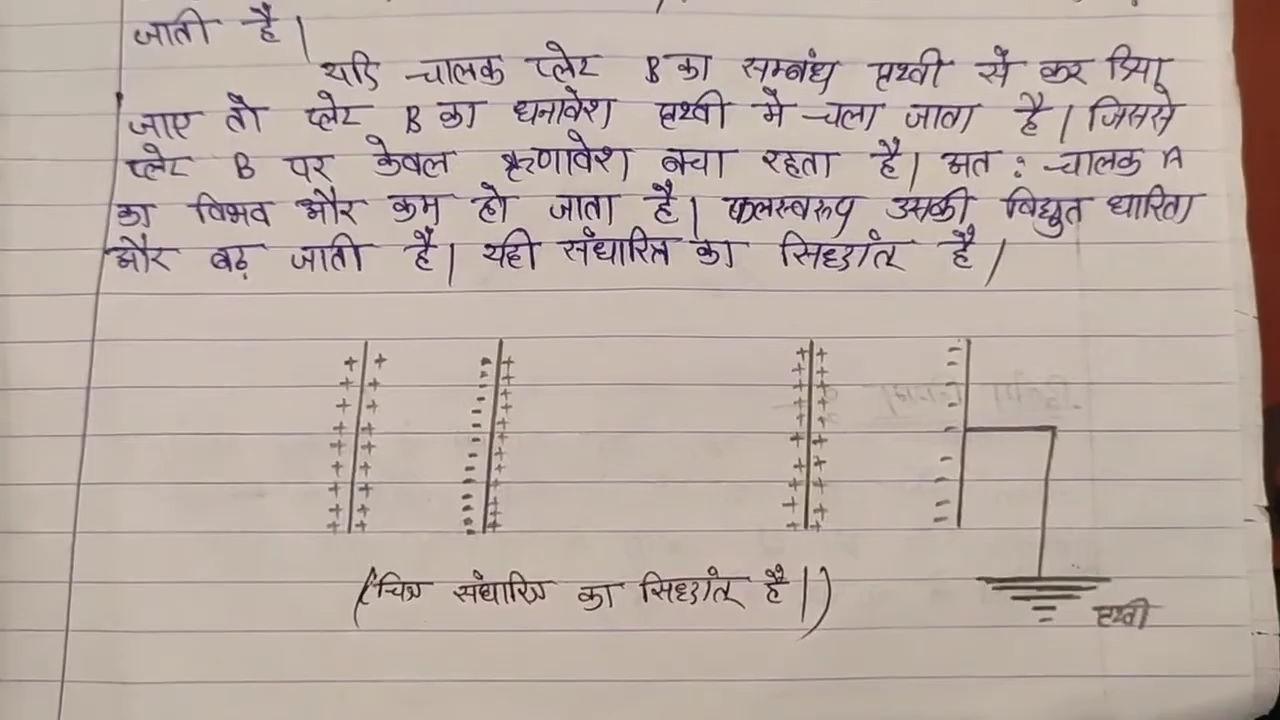 जाती है।
यदि चालक प्लेट B का सम्बंध पृथ्वी से कर दिया
जाए तो प्लेट B का धनावेश पृथ्वी में चला जाता है। जिससे
प्लेट B पर केवल ऋणावेश बचा रहता है। अत: चालक A
का विभव और कम हो जाता है। फलस्वरुप उसकी विद्युत धारिता
और बढ़ जाती है। यही संधारित्र का सिद्धांत है।
(चित्र संधारित्र का सिद्धांत है।)
पृथ्वी